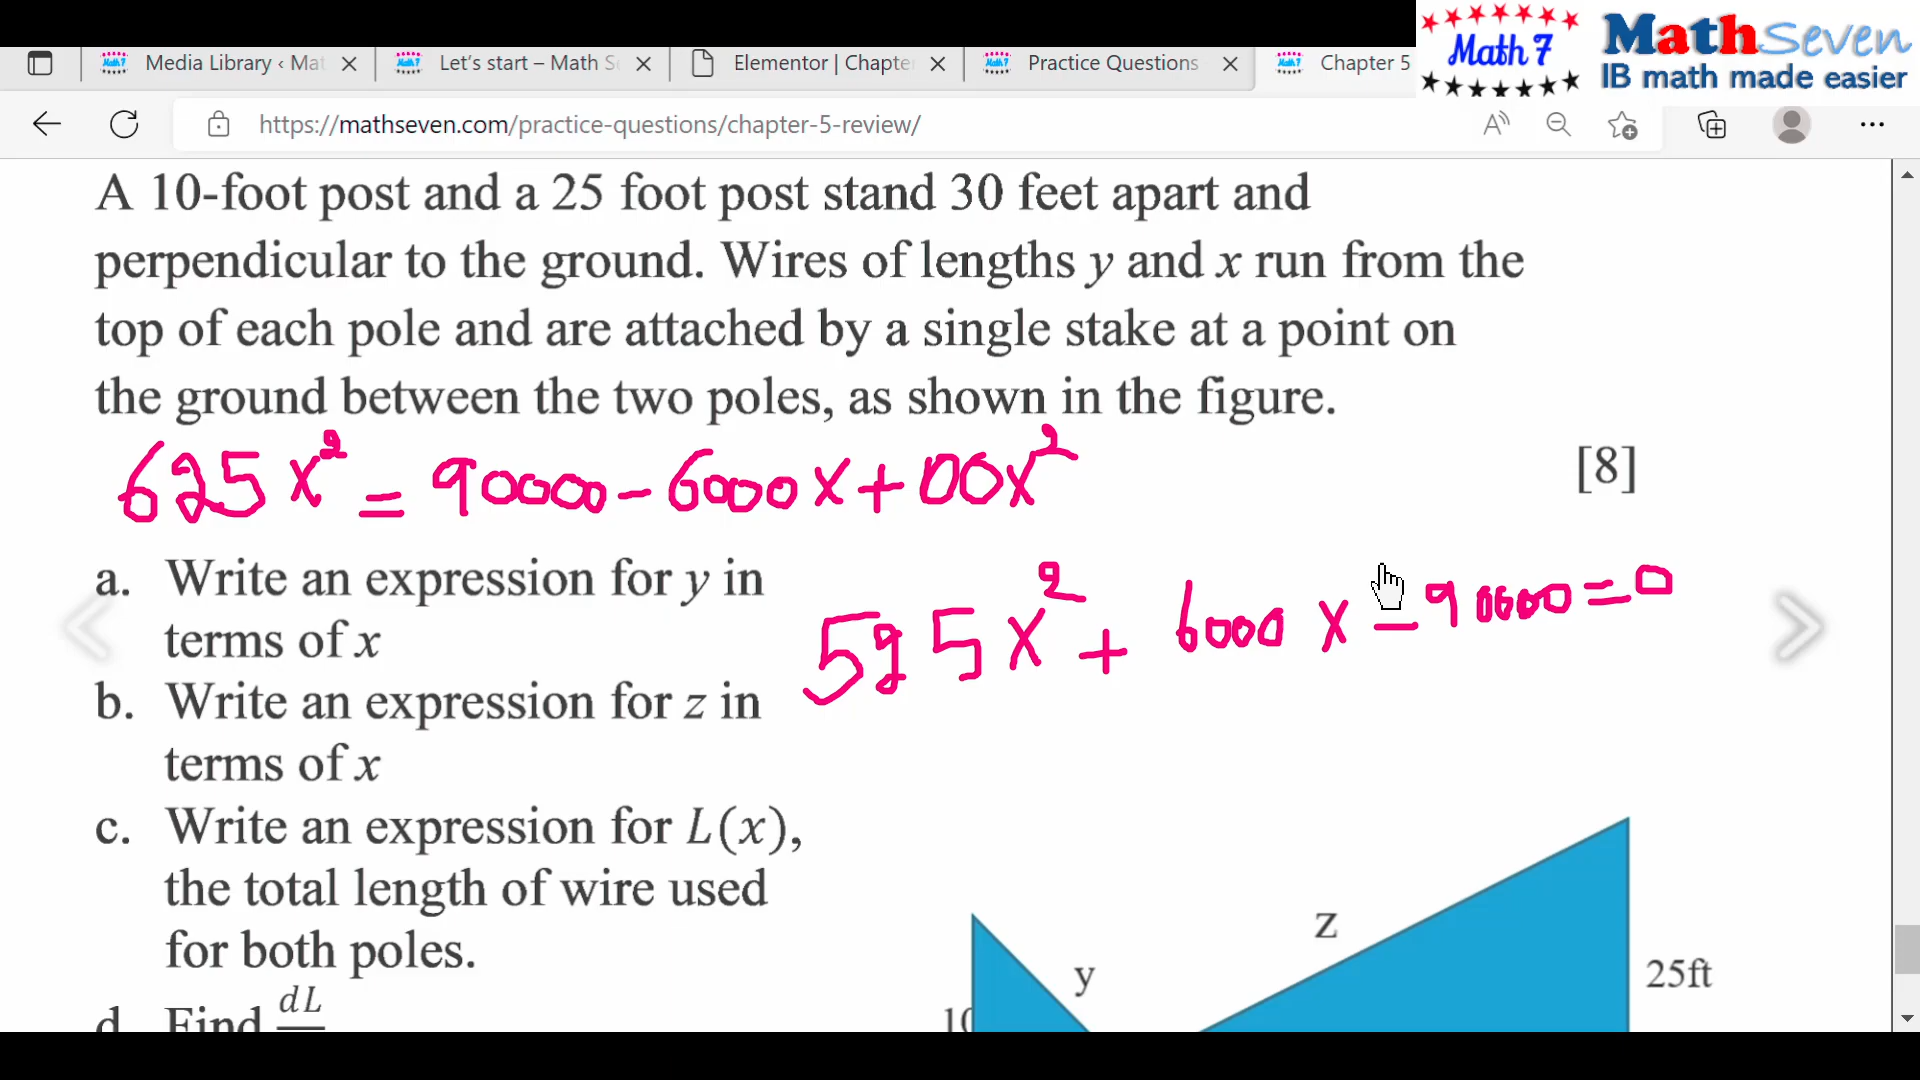 Math 7
MathSeven
IB math made easier
Media Library ‹ Mat
Let's start – Math S
Elementor | Chapte
Practice Questions
Chapter 5
https://mathseven.com/practice-questions/chapter-5-review/
A 10-foot post and a 25 foot post stand 30 feet apart and
perpendicular to the ground. Wires of lengths y and x run from the
top of each pole and are attached by a single stake at a point on
the ground between the two poles, as shown in the figure.
[8]
625x² = 90000 - 6000x + 00x²
a. Write an expression for y in
terms of x
525x² + 6000x - 90000 = 0
b. Write an expression for z in
terms of x
c. Write an expression for L(x),
the total length of wire used
for both poles.
d. Find dL
z
y
25ft
10